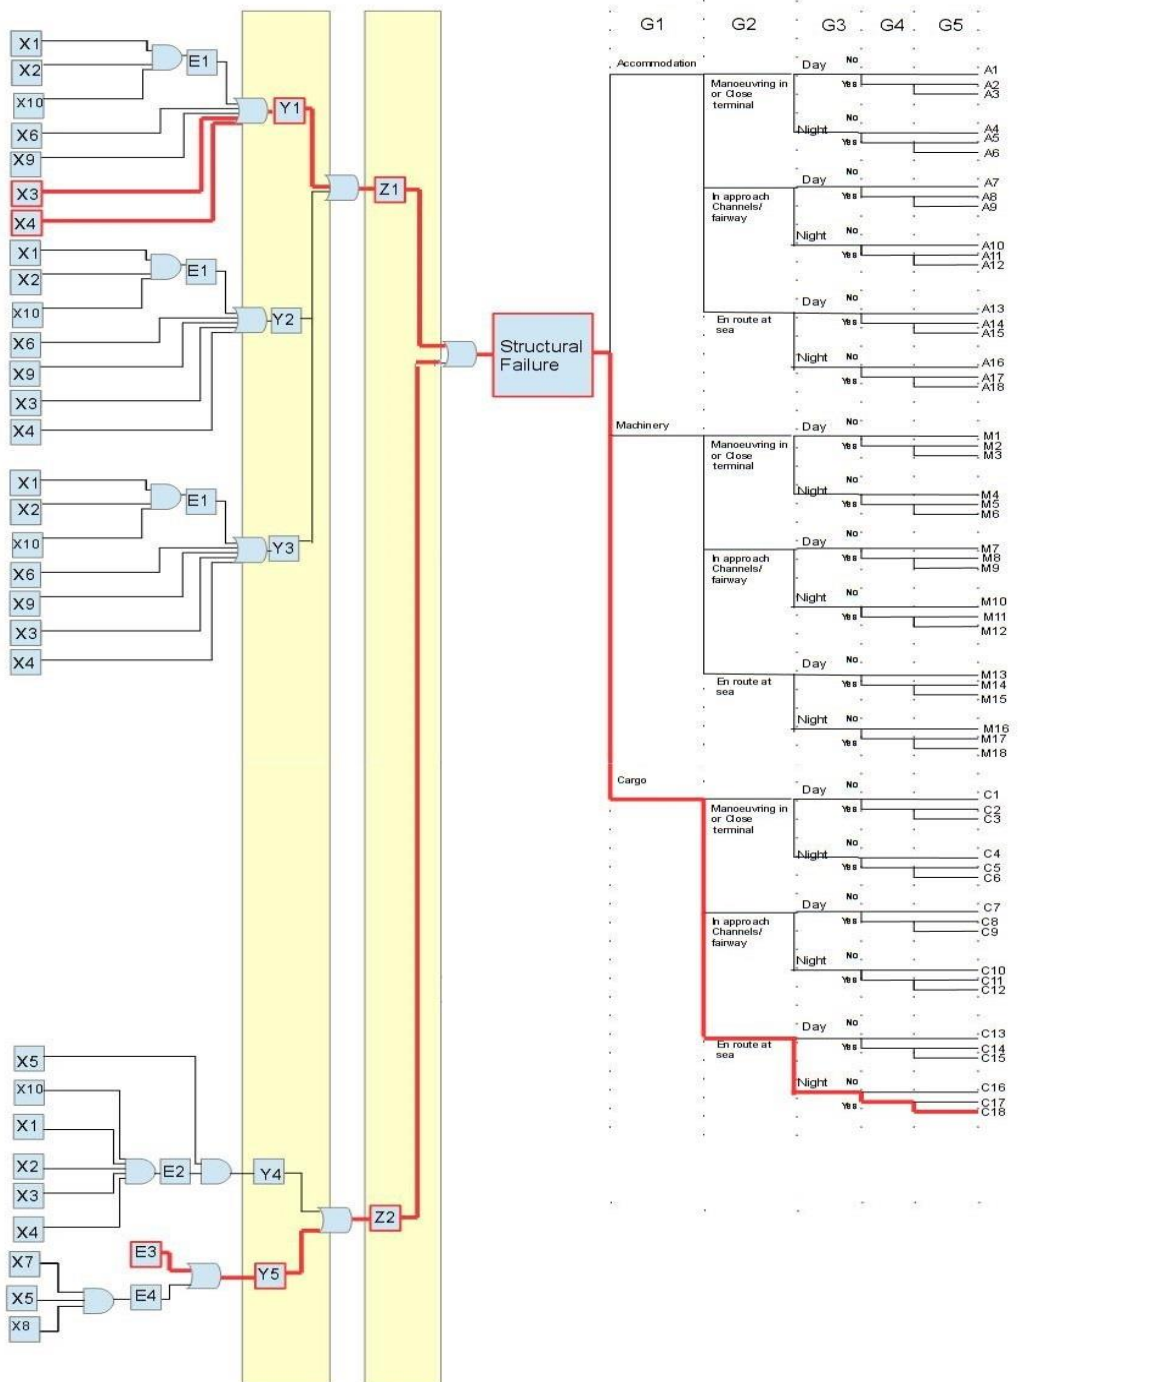 G1 G2 G3 G4 G5
X1
X2
X10
E1
X6
X9
X3
X4
Y1
X1
X2
X10
E1
X6
X9
X3
X4
Y2
X1
X2
X10
E1
X6
X9
X3
X4
Y3
Z1
X5
X10
X1
X2
X3
X4
E2
Y4
E3
X7
X5
X8
E4
Y5
Z2
Structural
Failure
Accommodation
Manoeuvring in
or Close
terminal
Day
No
Yes
A1
A2
A3
Night
No
Yes
A4
A5
A6
In approach
Channels/
fairway
Day
No
Yes
A7
A8
A9
Night
No
Yes
A10
A11
A12
En route at
sea
Day
No
Yes
A13
A14
A15
Night
No
Yes
A16
A17
A18
Machinery
Manoeuvring in
or Close
terminal
Day
No
Yes
M1
M2
M3
Night
No
Yes
M4
M5
M6
In approach
Channels/
fairway
Day
No
Yes
M7
M8
M9
Night
No
Yes
M10
M11
M12
En route at
sea
Day
No
Yes
M13
M14
M15
Night
No
Yes
M16
M17
M18
Cargo
Manoeuvring in
or Close
terminal
Day
No
Yes
C1
C2
C3
Night
No
Yes
C4
C5
C6
In approach
Channels/
fairway
Day
No
Yes
C7
C8
C9
Night
No
Yes
C10
C11
C12
En route at
sea
Day
No
Yes
C13
C14
C15
Night
No
Yes
C16
C17
C18